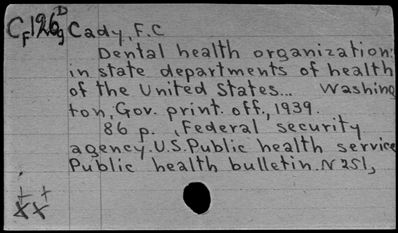 CF126g D Cady, F.C
Dental health organization:
in state departments of health
of the United States... Washing
ton, Gov. print. off., 1939.
86 p. , Federal security
agency. U.S. Public health service
Public health bulletin. N 251,